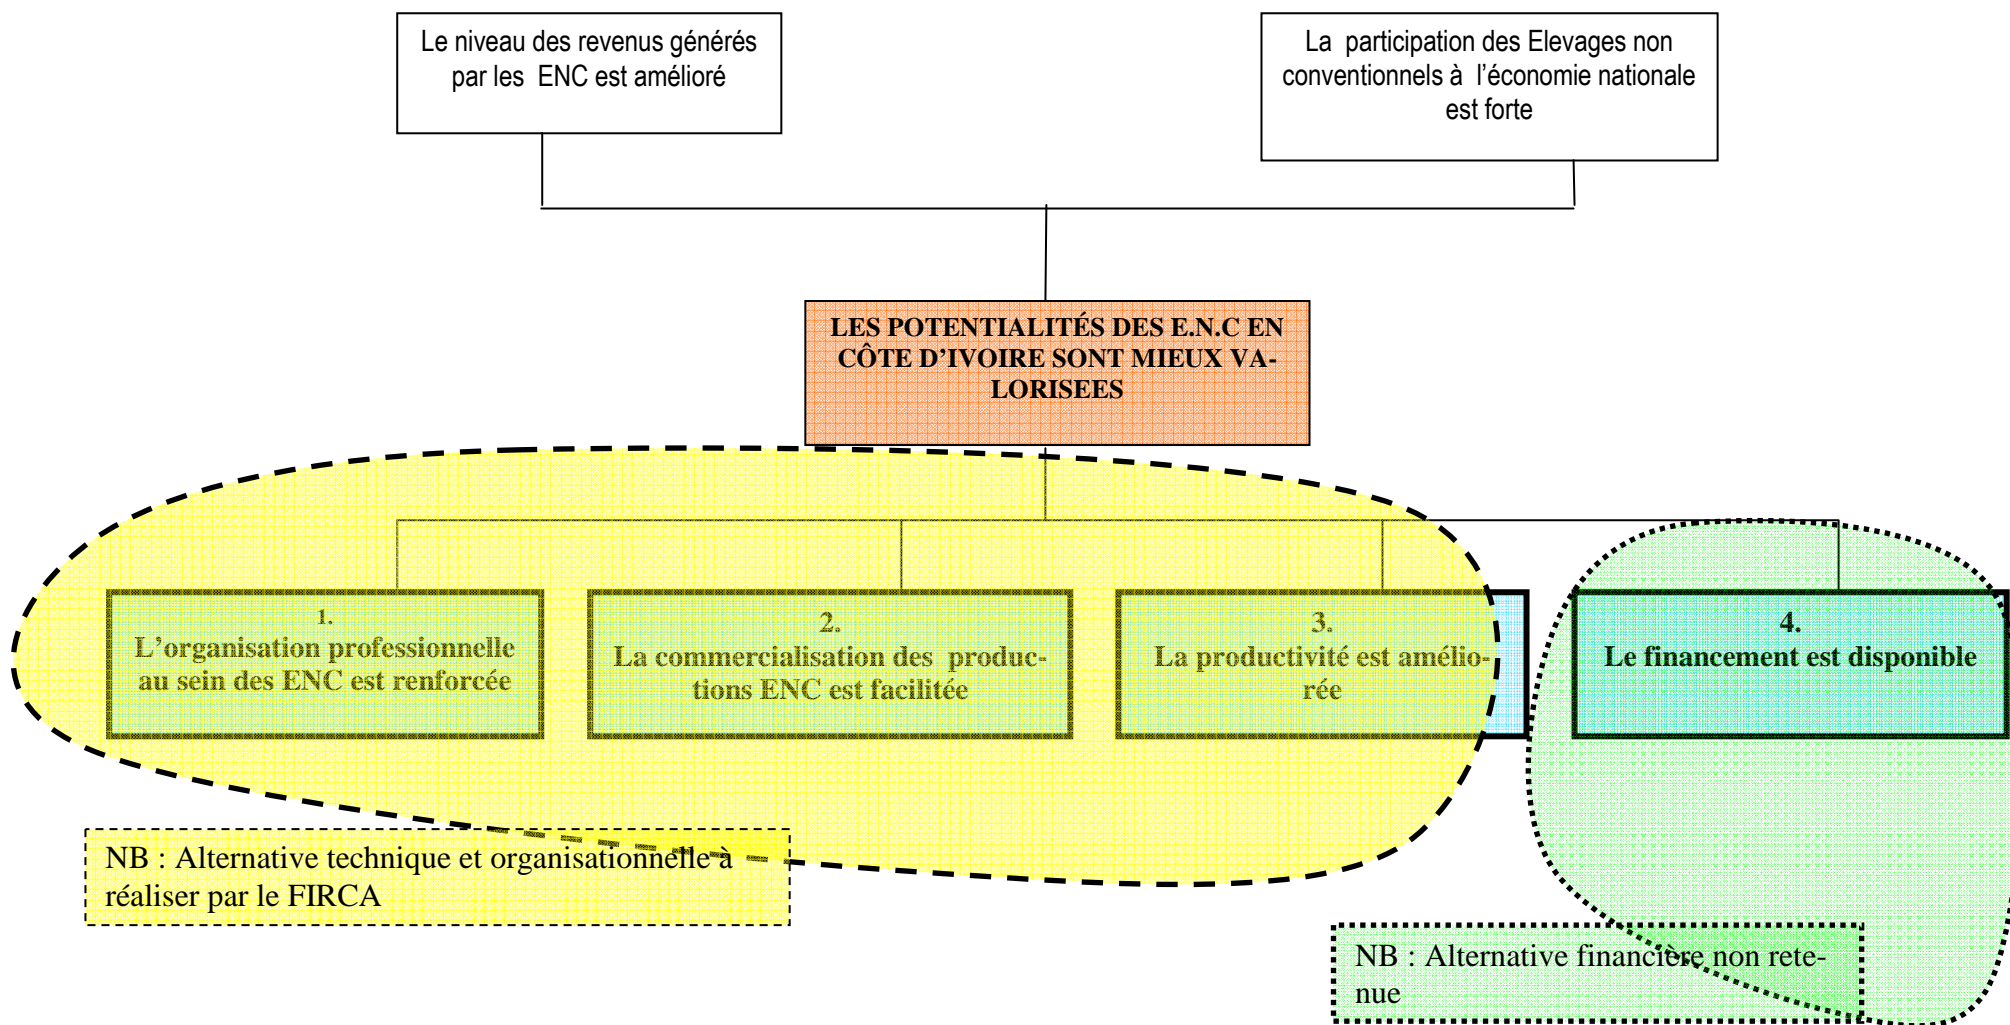 Le niveau des revenus générés
par les ENC est amélioré
La participation des Elevages non
conventionnels à l'économie nationale
est forte
LES POTENTIALITÉS DES E.N.C EN
CÔTE D'IVOIRE SONT MIEUX VA-
LORISEES
1.
L'organisation professionnelle
au sein des ENC est renforcée
2.
La commercialisation des produc-
tions ENC est facilitée
3.
La productivité est amélio-
rée
4.
Le financement est disponible
NB : Alternative technique et organisationnelle à
réaliser par le FIRCA
NB : Alternative financière non rete-
nue